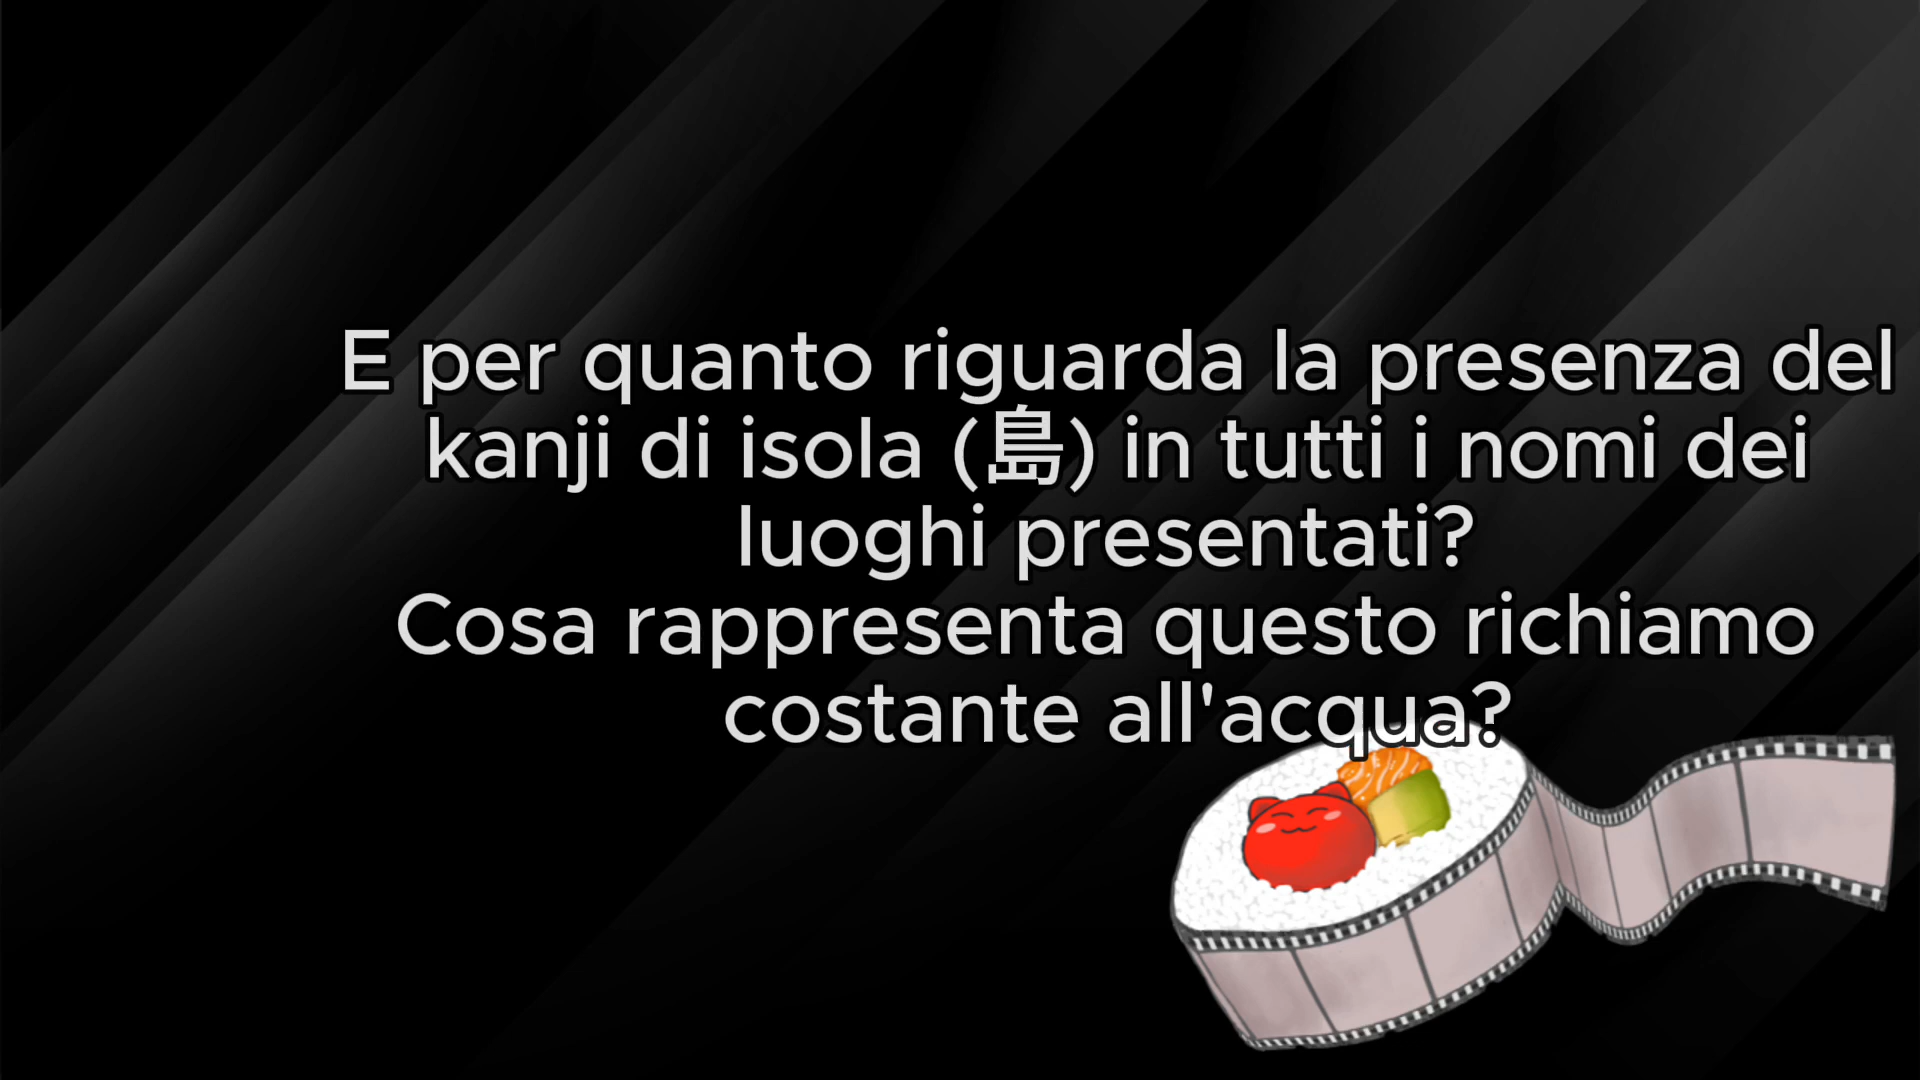 E per quanto riguarda la presenza del
kanji di isola (島) in tutti i nomi dei
luoghi presentati?
Cosa rappresenta questo richiamo
costante all'acqua?